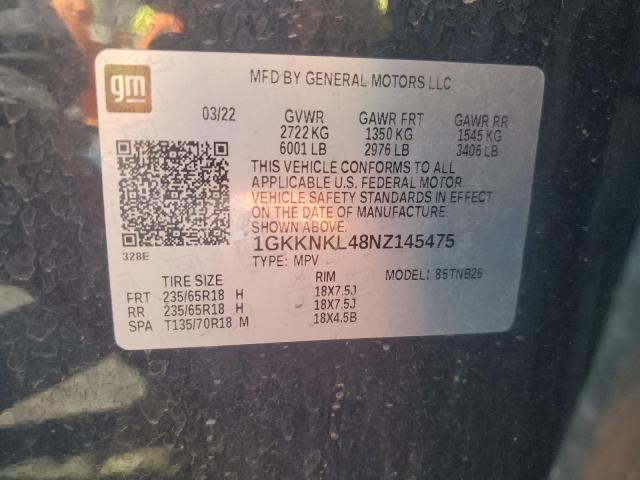 gm
MFD BY GENERAL MOTORS LLC
03/22 GVWR GAWR FRT GAWR RR
2722 KG 1350 KG 1545 KG
6001 LB 2976 LB 3406 LB
THIS VEHICLE CONFORMS TO ALL
APPLICABLE U.S. FEDERAL MOTOR
VEHICLE SAFETY STANDARDS IN EFFECT
ON THE DATE OF MANUFACTURE
SHOWN ABOVE.
1GKKNKL48NZ145475
328E
TYPE: MPV
TIRE SIZE RIM MODEL: 85TNB26
FRT 235/65R18 H 18X7.5J
RR 235/65R18 H 18X7.5J
SPA T135/70R18 M 18X4.5B